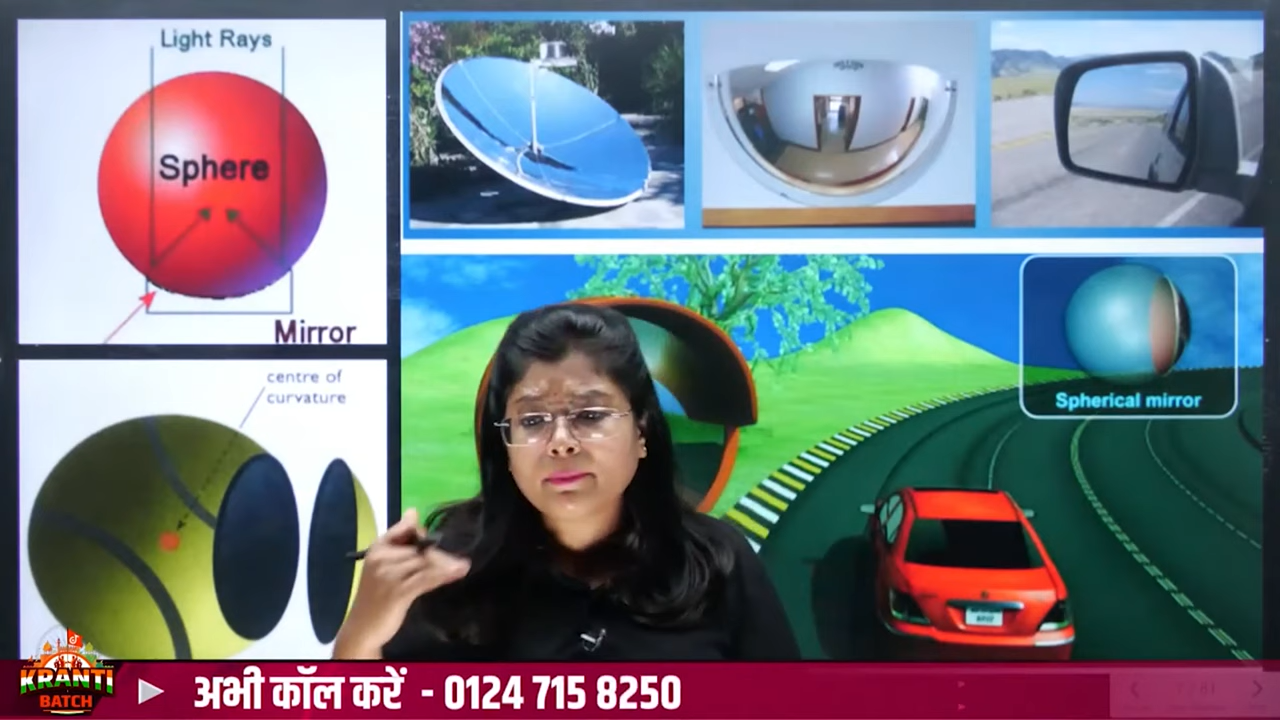 Light Rays
Sphere
Mirror
centre of
curvature
Spherical mirror
KRANTI
BATCH
अभी कॉल करें - 0124 715 8250